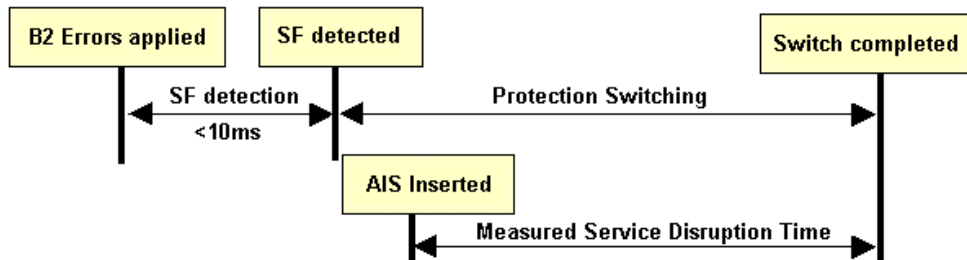 B2 Errors applied
SF detected
Switch completed
SF detection
<10ms
Protection Switching
AIS Inserted
Measured Service Disruption Time